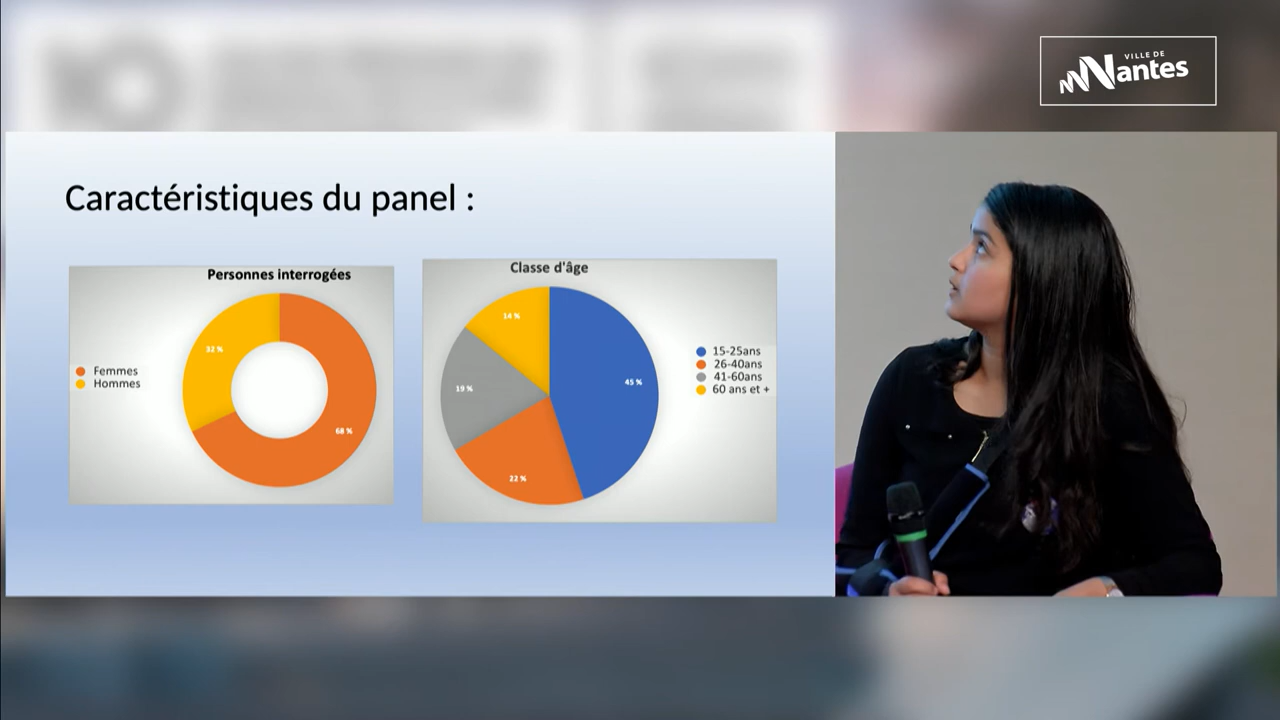 VILLE DE
Nantes
Caractéristiques du panel :
Personnes interrogées
32 %
Femmes
Hommes
68 %
Classe d'âge
14 %
15-25ans
26-40ans
41-60ans
60 ans et +
45 %
19 %
22 %